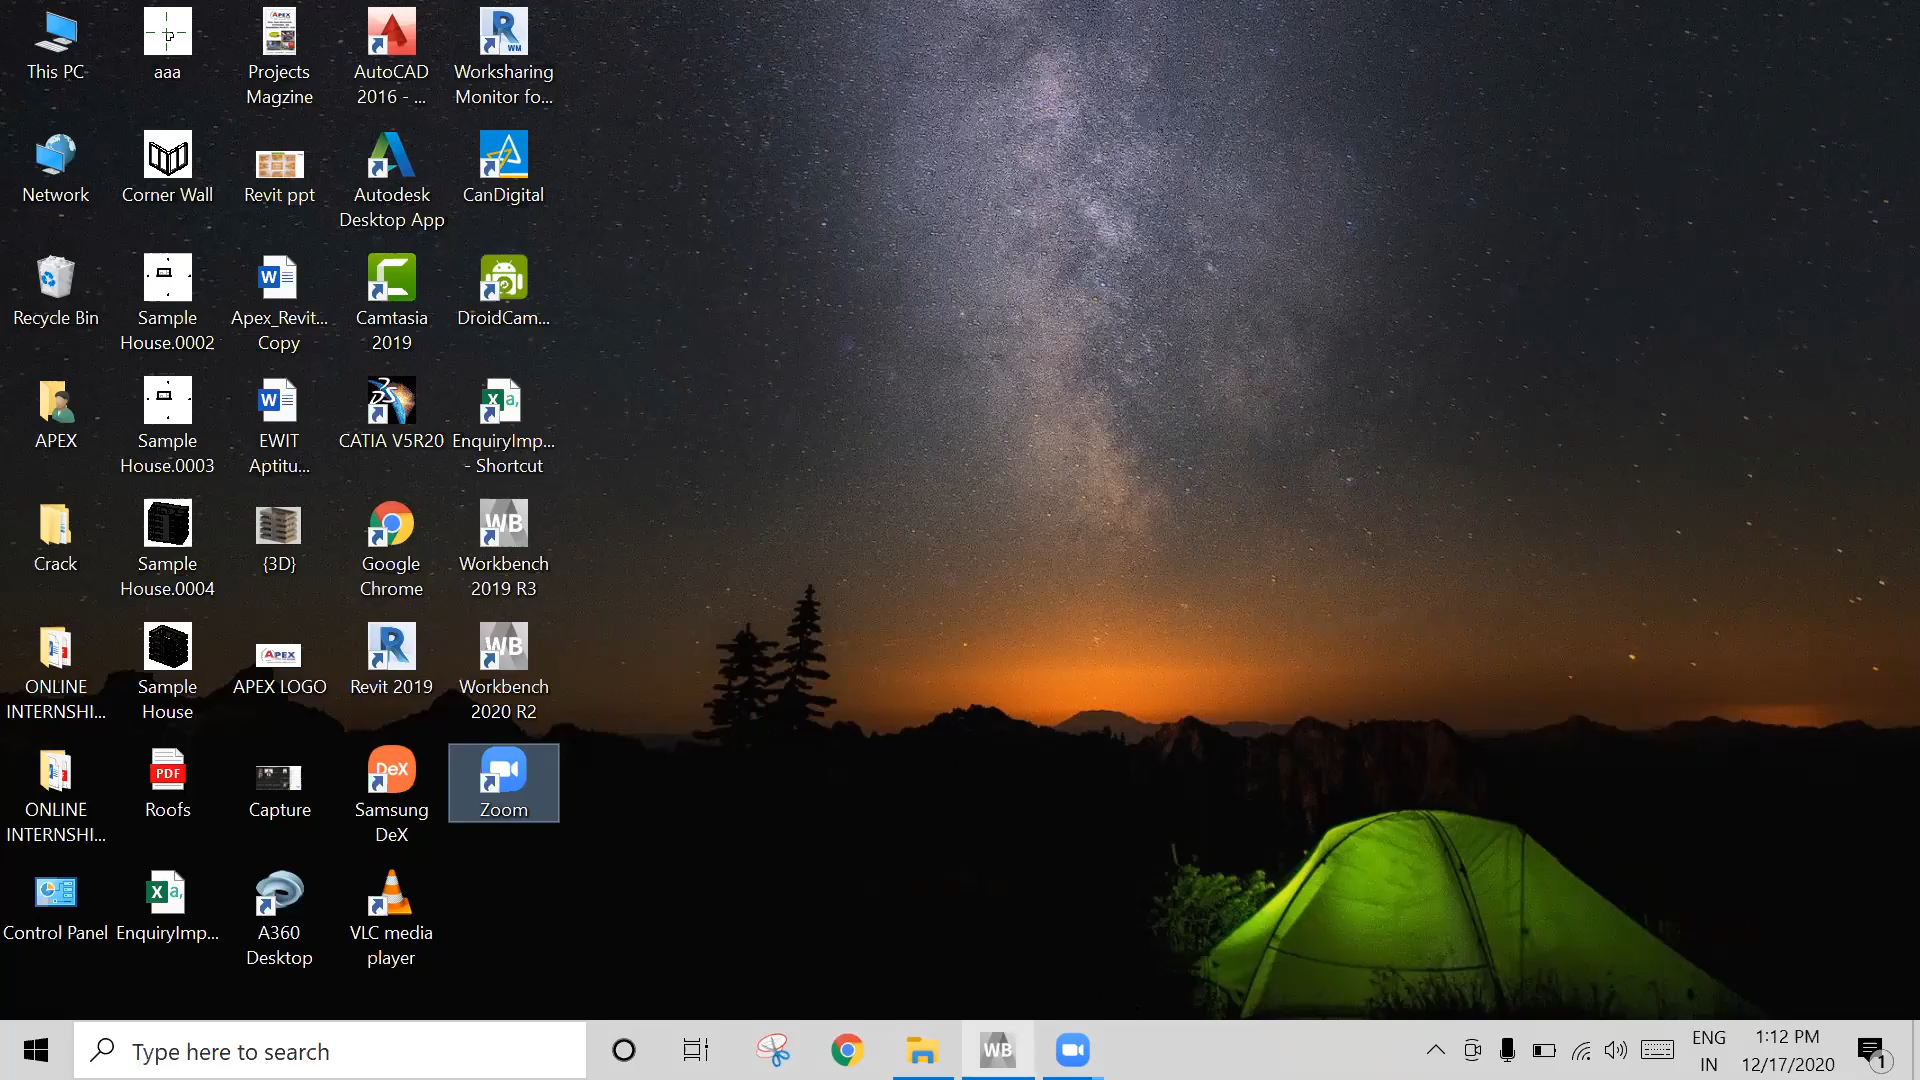 This PC
aaa
Projects
Magzine
AutoCAD
2016 - ...
Worksharing
Monitor fo...
Network
Corner Wall
Revit ppt
Autodesk
Desktop App
CanDigital
Recycle Bin
Sample
House.0002
Apex_Revit...
Copy
Camtasia
2019
DroidCam...
APEX
Sample
House.0003
EWIT
Aptitu...
CATIA V5R20
EnquiryImp...
- Shortcut
Crack
Sample
House.0004
{3D}
Google
Chrome
Workbench
2019 R3
ONLINE
INTERNSHI...
Sample
House
APEX LOGO
Revit 2019
Workbench
2020 R2
ONLINE
INTERNSHI...
Roofs
Capture
Samsung
DeX
Zoom
Control Panel
EnquiryImp...
A360
Desktop
VLC media
player
Type here to search
WB
ENG
IN
1:12 PM
12/17/2020
1